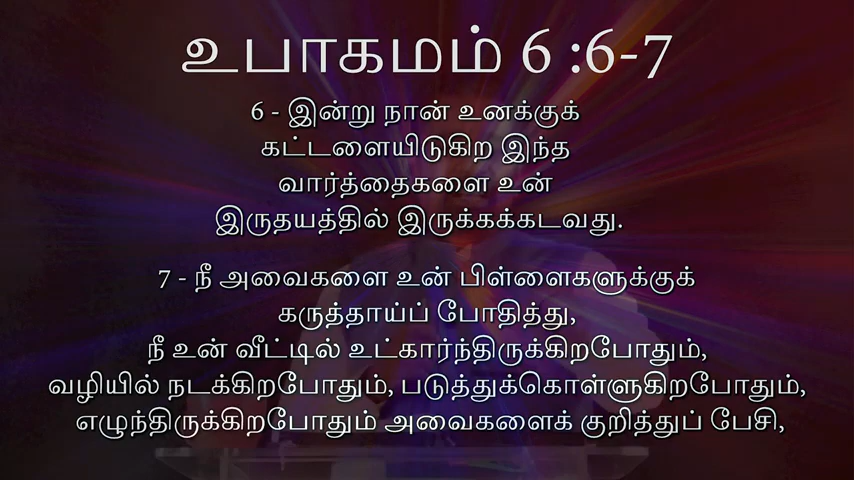 உபாகமம் 6 :6-7
6 - இன்று நான் உனக்குக்
கட்டளையிடுகிற இந்த
வார்த்தைகளை உன்
இருதயத்தில் இருக்கக்கடவது.
7 - நீ அவைகளை உன் பிள்ளைகளுக்குக்
கருத்தாய்ப் போதித்து,
நீ உன் வீட்டில் உட்கார்ந்திருக்கிறபோதும்,
வழியில் நடக்கிறபோதும், படுத்துக்கொள்ளுகிறபோதும்,
எழுந்திருக்கிறபோதும் அவைகளைக் குறித்துப் பேசி,